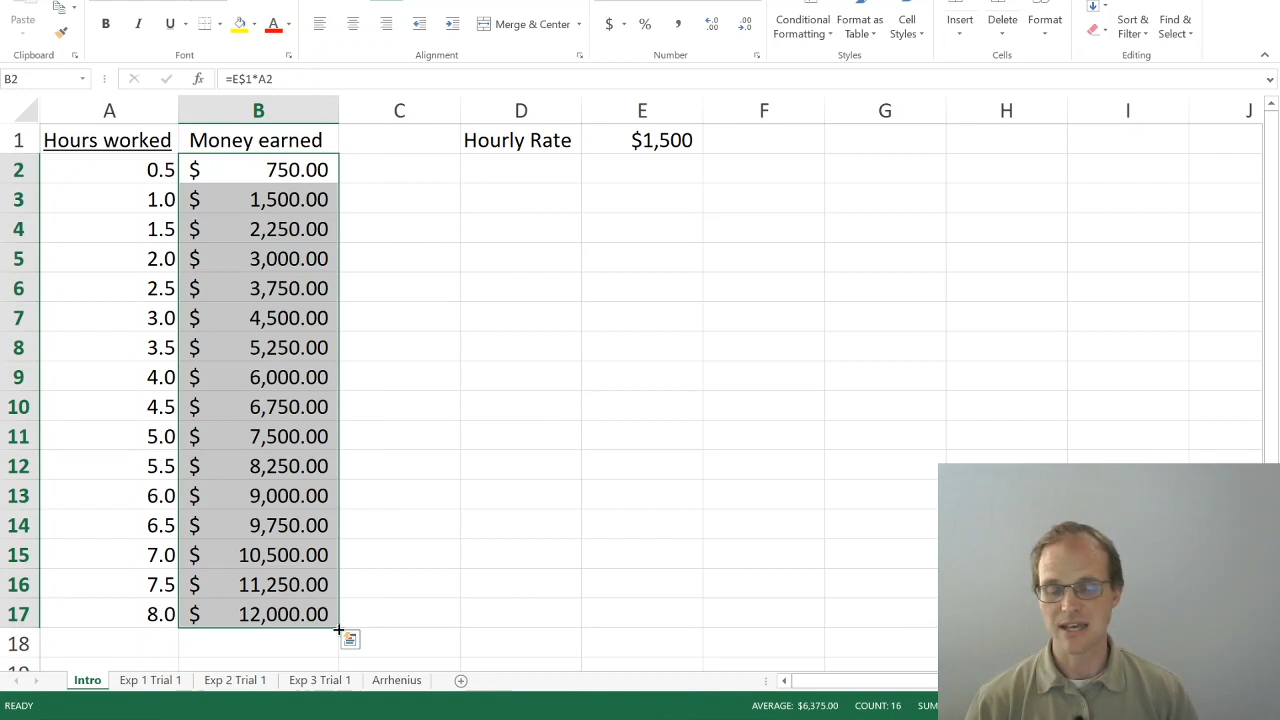 Paste
B I U A
Merge & Center
$ % ,
Conditional Formatting
Format as Table
Cell Styles
Insert
Delete
Format
Sort & Filter
Find & Select
Clipboard
Font
Alignment
Number
Styles
Cells
Editing
B2 fx =E$1*A2
A B C D E F G H I J
1 Hours worked Money earned Hourly Rate $1,500
2 0.5 $ 750.00
3 1.0 $ 1,500.00
4 1.5 $ 2,250.00
5 2.0 $ 3,000.00
6 2.5 $ 3,750.00
7 3.0 $ 4,500.00
8 3.5 $ 5,250.00
9 4.0 $ 6,000.00
10 4.5 $ 6,750.00
11 5.0 $ 7,500.00
12 5.5 $ 8,250.00
13 6.0 $ 9,000.00
14 6.5 $ 9,750.00
15 7.0 $ 10,500.00
16 7.5 $ 11,250.00
17 8.0 $ 12,000.00
18
Intro Exp 1 Trial 1 Exp 2 Trial 1 Exp 3 Trial 1 Arrhenius
READY AVERAGE: $6,375.00 COUNT: 16 SUM